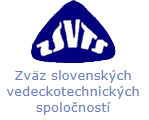 ZSVTS
Zväz slovenských
vedeckotechnických
spoločností